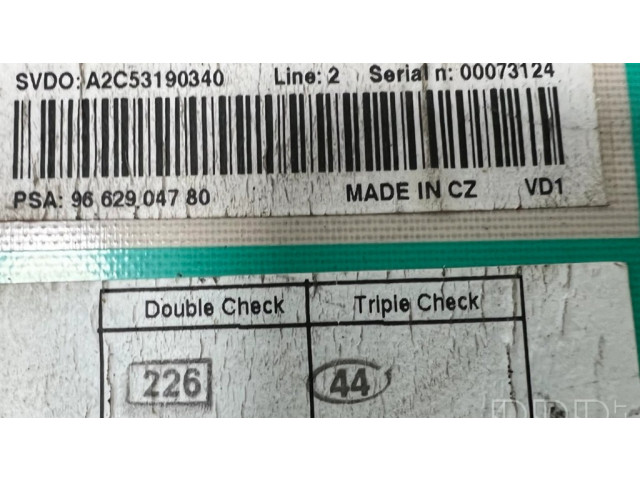 SVDO: A2C53190340 Line: 2 Serial n: 00073124
PSA: 96 629 047 80 MADE IN CZ VD1
Double Check Triple Check
226 44